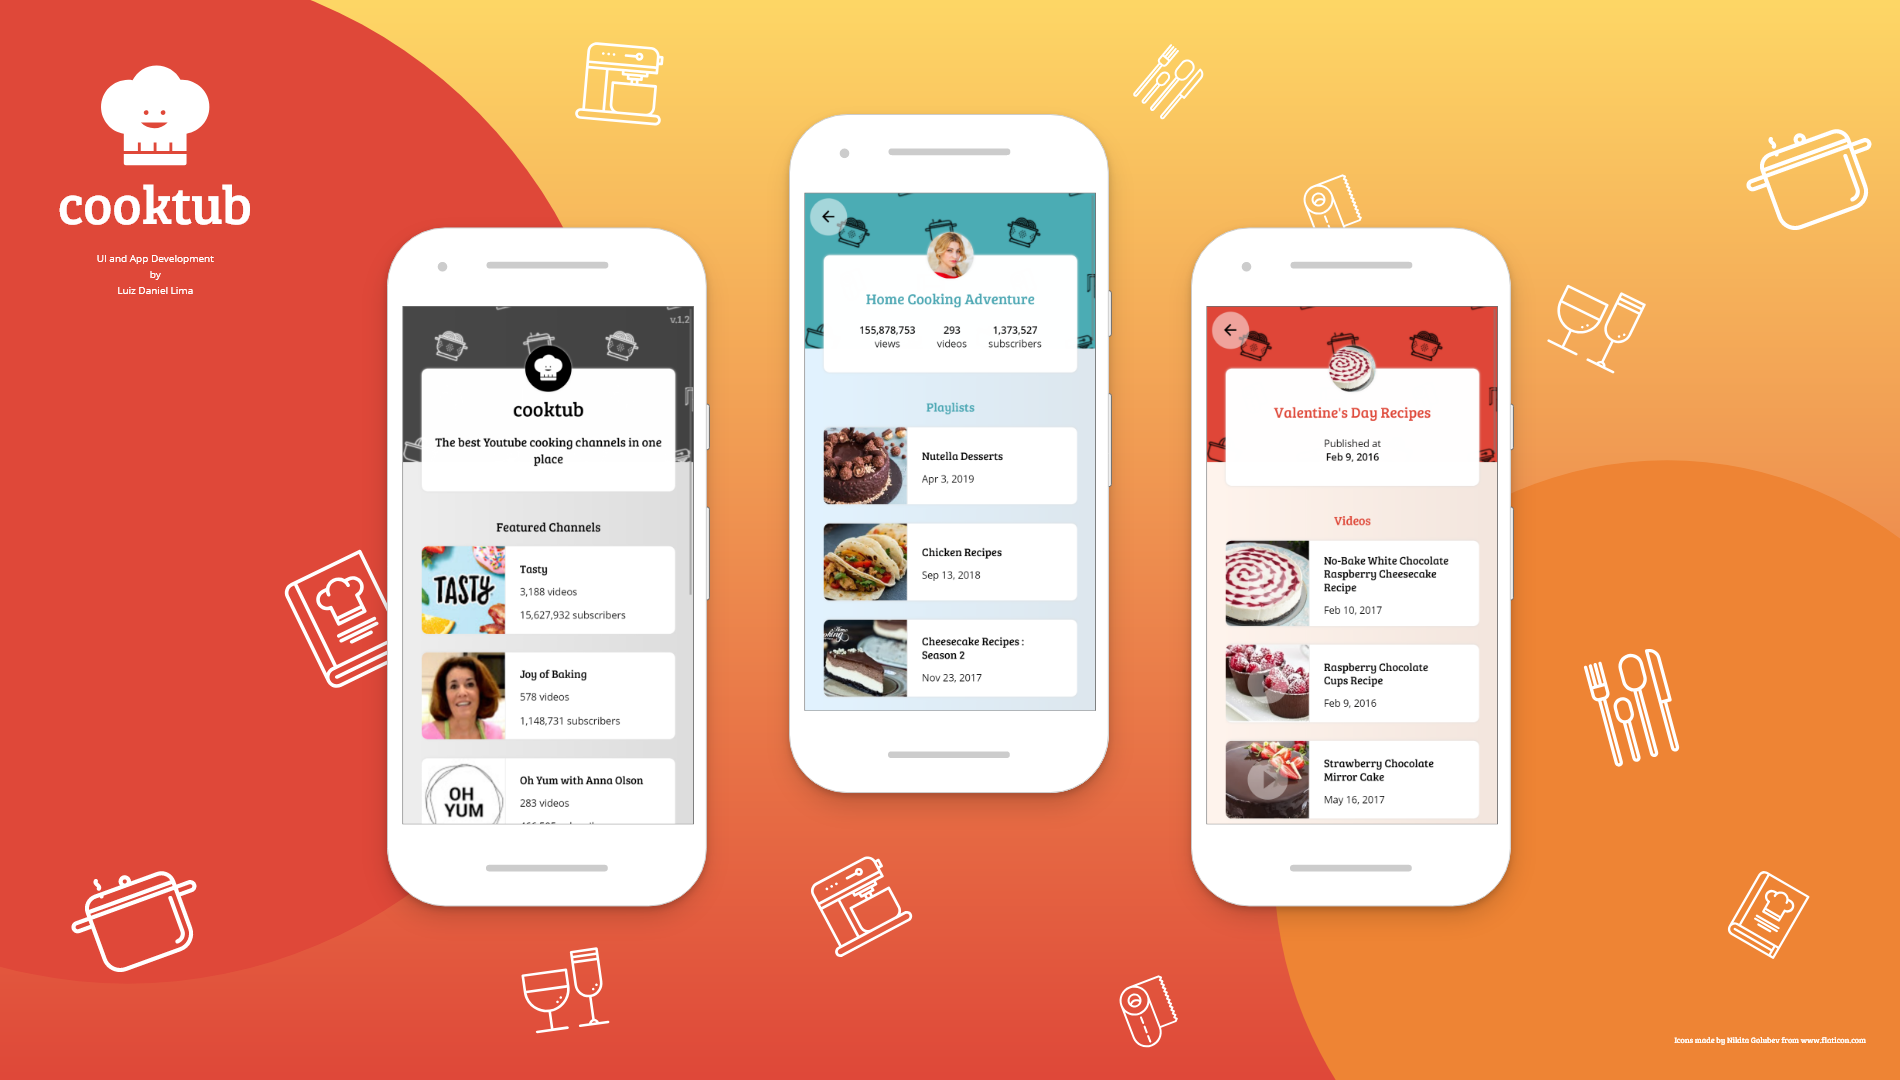 cooktub
UI and App Development
by
Luiz Daniel Lima
v.1.2
cooktub
The best Youtube cooking channels in one
place
Featured Channels
TASTY
Tasty
3,188 videos
15,627,932 subscribers
Joy of Baking
578 videos
1,148,731 subscribers
OH
YUM
Oh Yum with Anna Olson
283 videos
Home Cooking Adventure
155,878,753 293 1,373,527
views videos subscribers
Playlists
Nutella Desserts
Apr 3, 2019
Chicken Recipes
Sep 13, 2018
Cheesecake Recipes :
Season 2
Nov 23, 2017
Valentine's Day Recipes
Published at
Feb 9, 2016
Videos
No-Bake White Chocolate
Raspberry Cheesecake
Recipe
Feb 10, 2017
Raspberry Chocolate
Cups Recipe
Feb 9, 2016
Strawberry Chocolate
Mirror Cake
May 16, 2017
Icons made by Nikita Golubev from www.flaticon.com